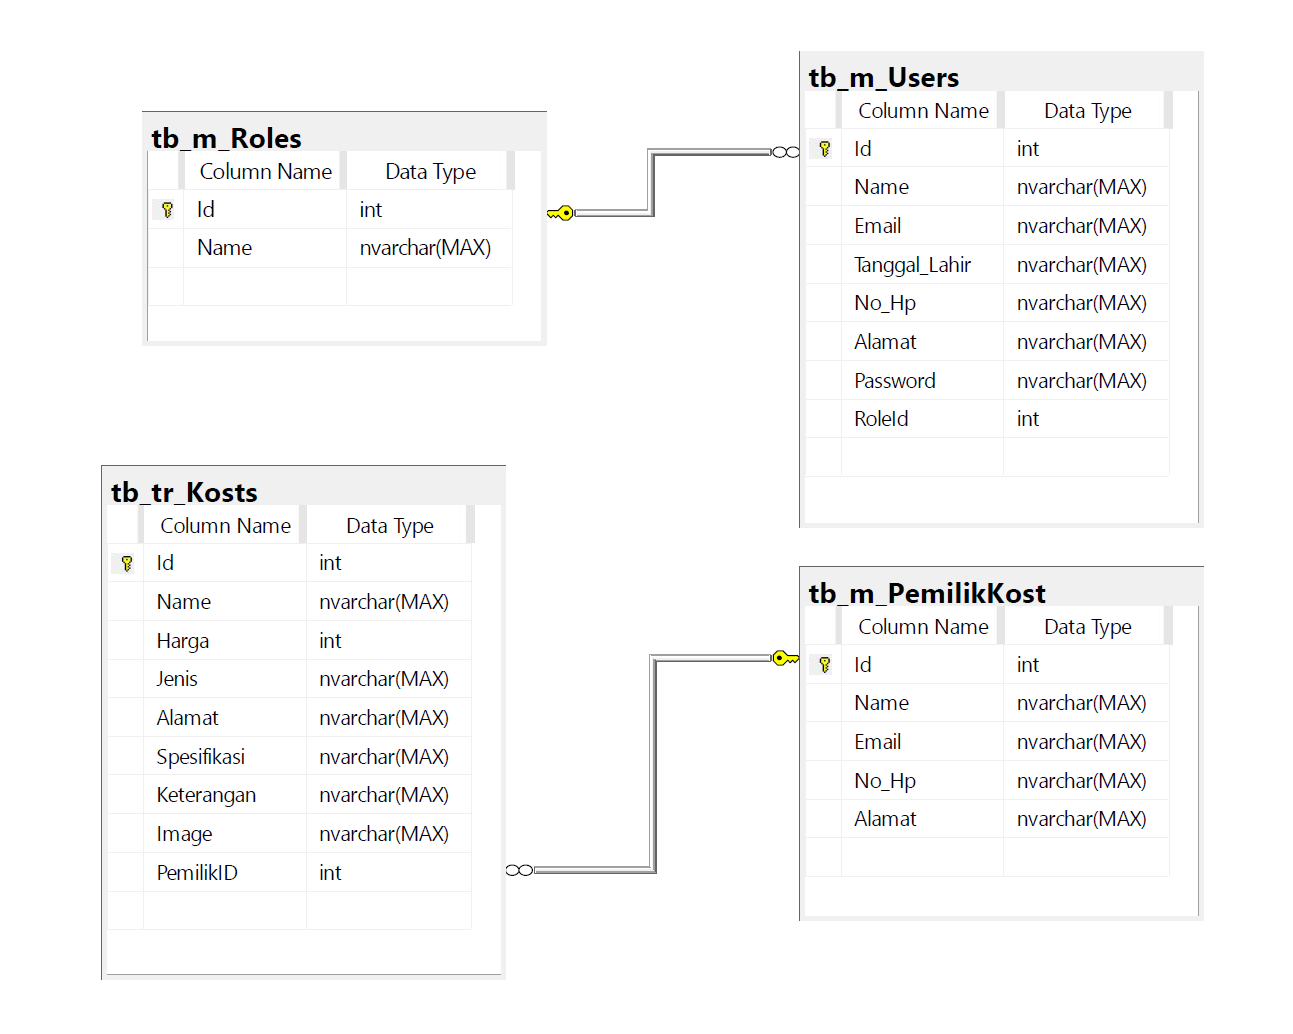 tb_m_Roles
Column Name Data Type
Id int
Name nvarchar(MAX)
tb_m_Users
Column Name Data Type
Id int
Name nvarchar(MAX)
Email nvarchar(MAX)
Tanggal_Lahir nvarchar(MAX)
No_Hp nvarchar(MAX)
Alamat nvarchar(MAX)
Password nvarchar(MAX)
RoleId int
tb_tr_Kosts
Column Name Data Type
Id int
Name nvarchar(MAX)
Harga int
Jenis nvarchar(MAX)
Alamat nvarchar(MAX)
Spesifikasi nvarchar(MAX)
Keterangan nvarchar(MAX)
Image nvarchar(MAX)
PemilikID int
tb_m_PemilikKost
Column Name Data Type
Id int
Name nvarchar(MAX)
Email nvarchar(MAX)
No_Hp nvarchar(MAX)
Alamat nvarchar(MAX)